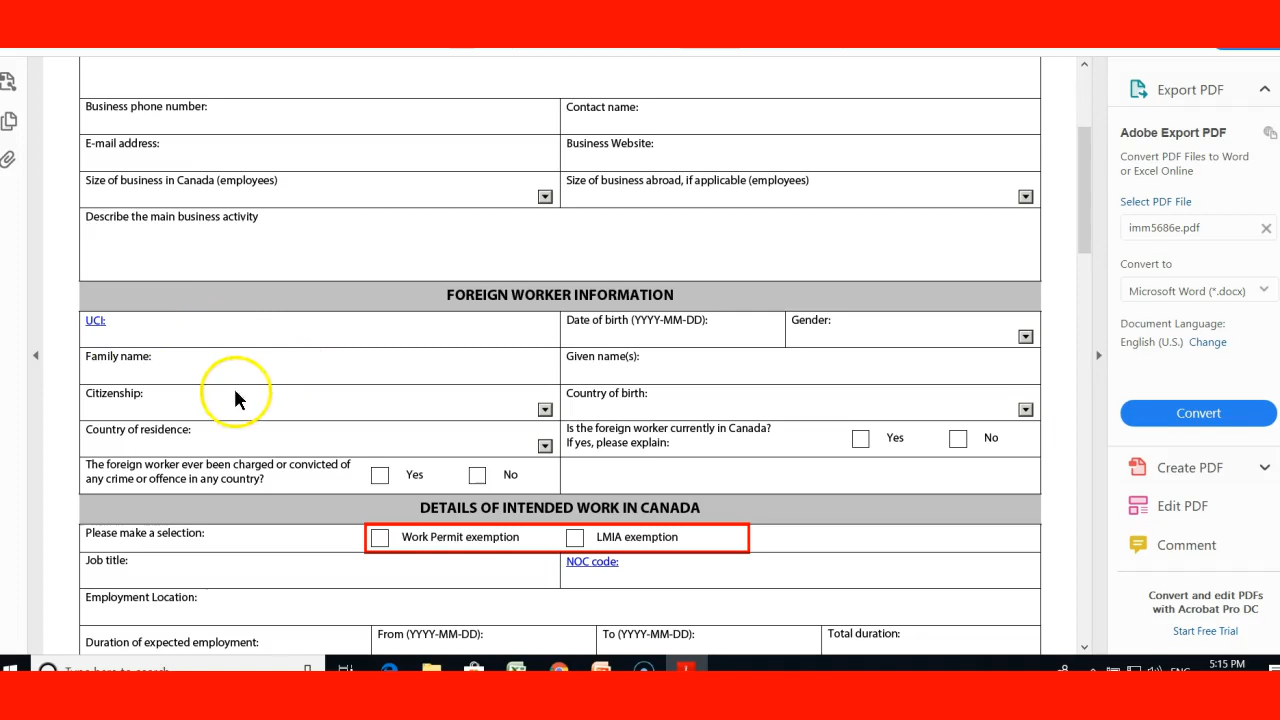 Business phone number:
Contact name:
E-mail address:
Business Website:
Size of business in Canada (employees)
Size of business abroad, if applicable (employees)
Describe the main business activity
FOREIGN WORKER INFORMATION
UCI:
Date of birth (YYYY-MM-DD):
Gender:
Family name:
Given name(s):
Citizenship:
Country of birth:
Country of residence:
Is the foreign worker currently in Canada?
If yes, please explain:
Yes
No
The foreign worker ever been charged or convicted of
any crime or offence in any country?
Yes
No
DETAILS OF INTENDED WORK IN CANADA
Please make a selection:
Work Permit exemption
LMIA exemption
Job title:
NOC code:
Employment Location:
Duration of expected employment:
From (YYYY-MM-DD):
To (YYYY-MM-DD):
Total duration:
Export PDF
Adobe Export PDF
Convert PDF Files to Word
or Excel Online
Select PDF File
imm5686e.pdf
Convert to
Microsoft Word (*.docx)
Document Language:
English (U.S.) Change
Convert
Create PDF
Edit PDF
Comment
Convert and edit PDFs
with Acrobat Pro DC
Start Free Trial
Type here to search
ENG
5:15 PM